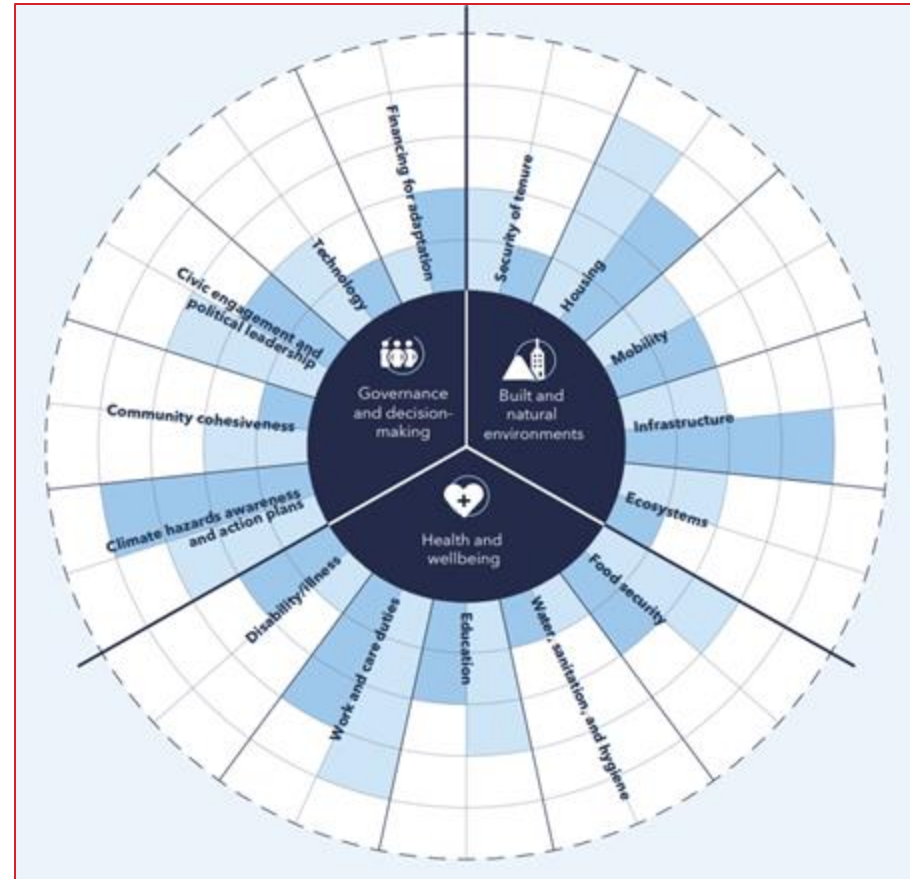 Financing for adaptation
Security of tenure
Technology
Housing
Civic engagement and
political leadership
Mobility
Governance
and decision-
making
Built and
natural
environments
Community cohesiveness
Infrastructure
Climate hazards awareness
and action plans
Ecosystems
Health and
wellbeing
Disability/illness
Food security
Work and care duties
Education
Water, sanitation, and hygiene